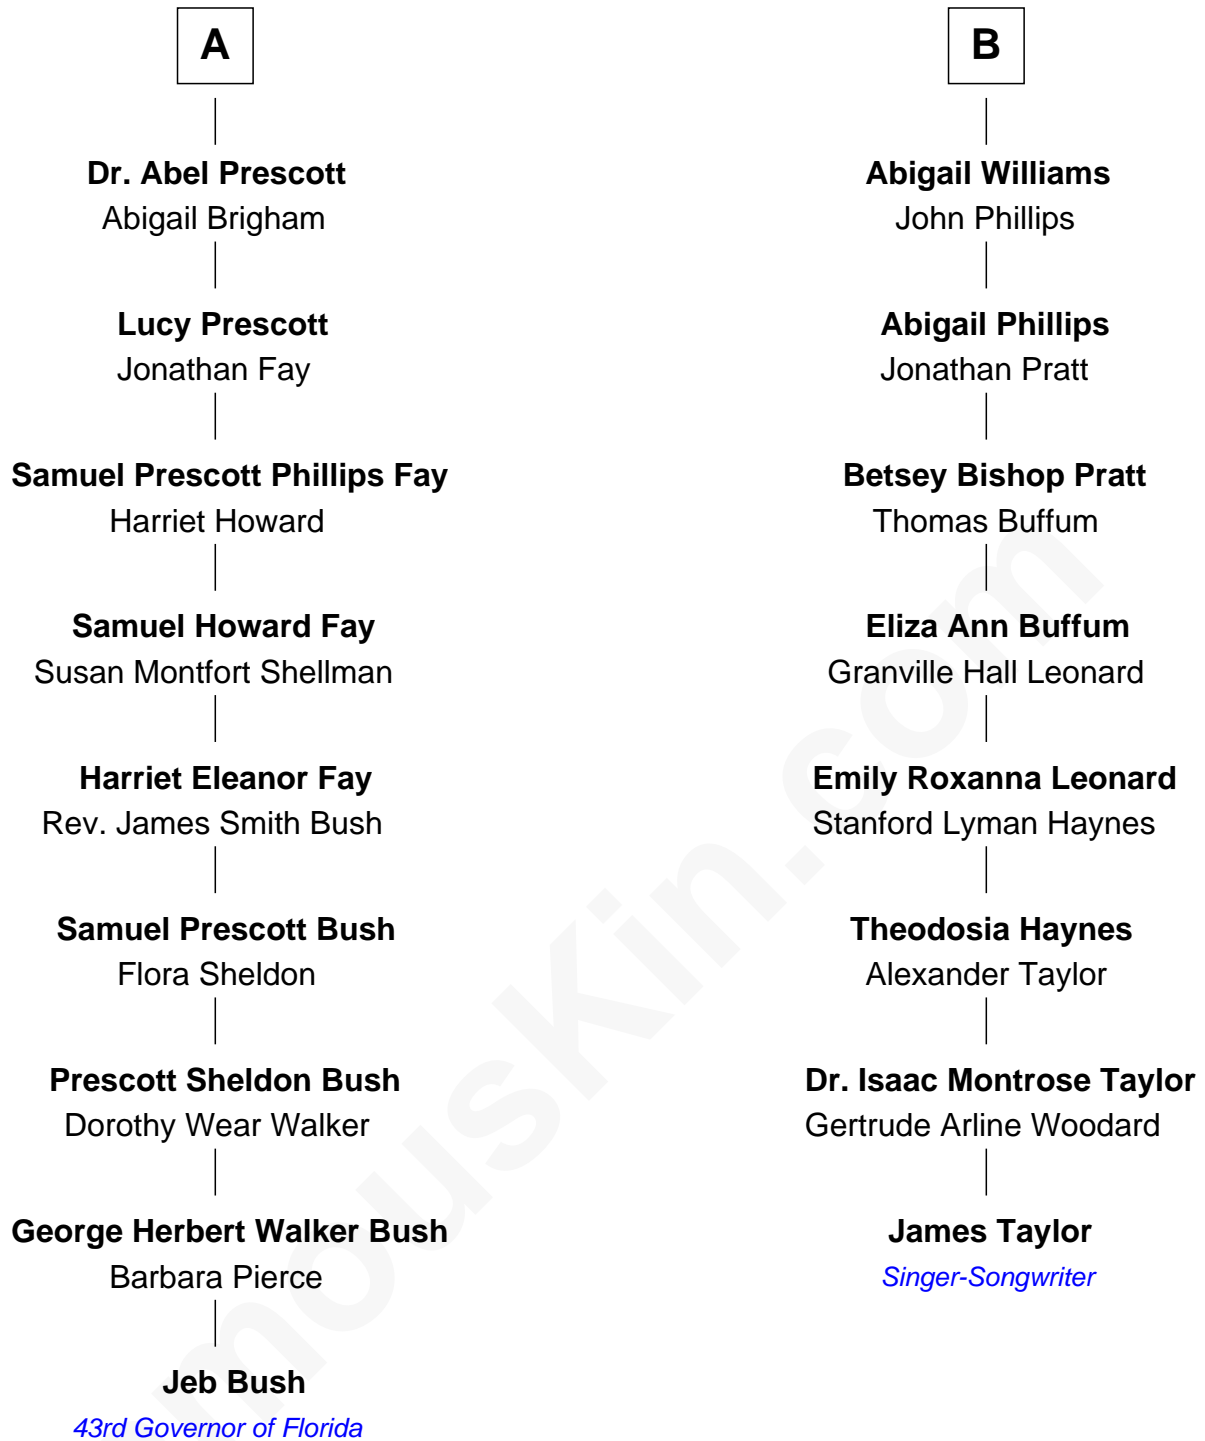 A
Dr. Abel Prescott
Abigail Brigham
Lucy Prescott
Jonathan Fay
Samuel Prescott Phillips Fay
Harriet Howard
Samuel Howard Fay
Susan Montfort Shellman
Harriet Eleanor Fay
Rev. James Smith Bush
Samuel Prescott Bush
Flora Sheldon
Prescott Sheldon Bush
Dorothy Wear Walker
George Herbert Walker Bush
Barbara Pierce
Jeb Bush
43rd Governor of Florida
B
Abigail Williams
John Phillips
Abigail Phillips
Jonathan Pratt
Betsey Bishop Pratt
Thomas Buffum
Eliza Ann Buffum
Granville Hall Leonard
Emily Roxanna Leonard
Stanford Lyman Haynes
Theodosia Haynes
Alexander Taylor
Dr. Isaac Montrose Taylor
Gertrude Arline Woodard
James Taylor
Singer-Songwriter
mousKin.com